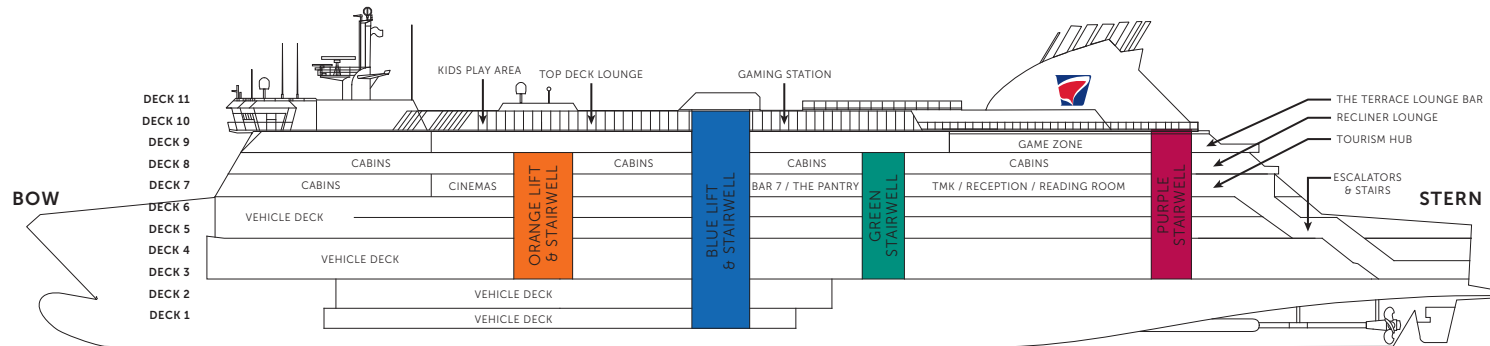 KIDS PLAY AREA
TOP DECK LOUNGE
GAMING STATION
DECK 11
THE TERRACE LOUNGE BAR
DECK 10
RECLINER LOUNGE
DECK 9
GAME ZONE
TOURISM HUB
DECK 8
CABINS
CABINS
CABINS
CABINS
DECK 7
CABINS
CINEMAS
BAR 7 / THE PANTRY
TMK / RECEPTION / READING ROOM
ESCALATORS
& STAIRS
BOW
STERN
DECK 6
VEHICLE DECK
DECK 5
DECK 4
VEHICLE DECK
DECK 3
DECK 2
VEHICLE DECK
DECK 1
VEHICLE DECK
ORANGE LIFT
& STAIRWELL
BLUE LIFT
& STAIRWELL
GREEN
STAIRWELL
PURPLE
STAIRWELL